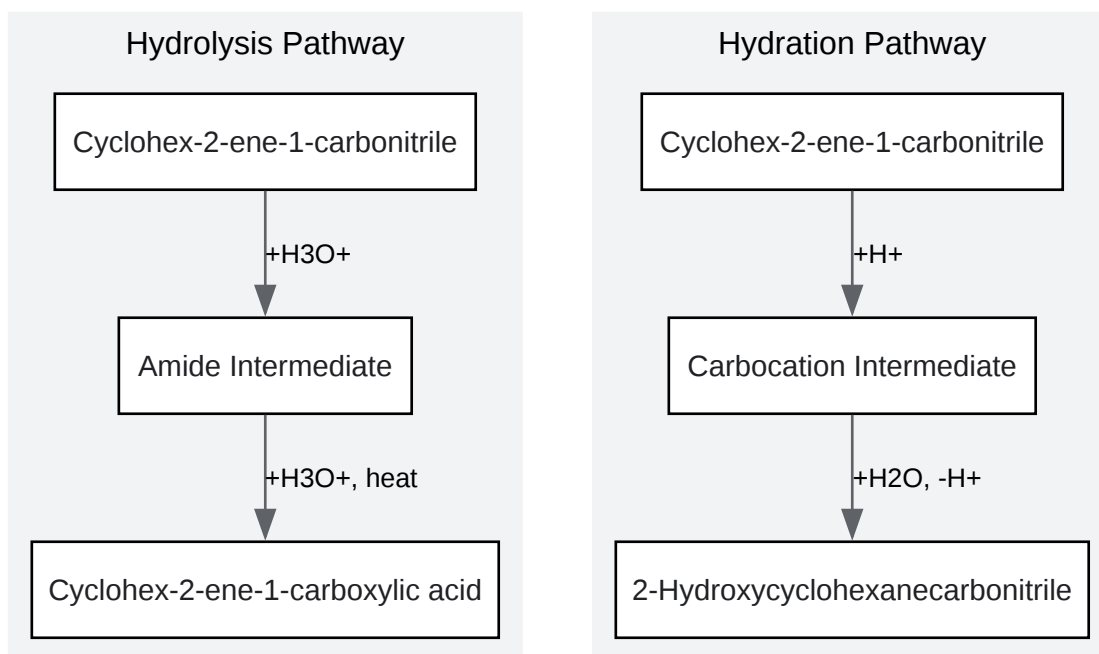 Hydrolysis Pathway
Cyclohex-2-ene-1-carbonitrile
+H3O+
Amide Intermediate
+H3O+, heat
Cyclohex-2-ene-1-carboxylic acid
Hydration Pathway
Cyclohex-2-ene-1-carbonitrile
+H+
Carbocation Intermediate
+H2O, -H+
2-Hydroxycyclohexanecarbonitrile